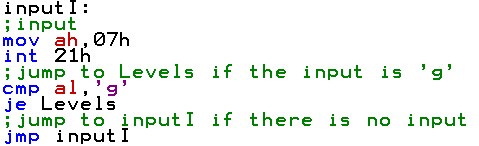 inputI:
;input
mov ah,07h
int 21h
;jump to Levels if the input is 'g'
cmp al,'g'
je Levels
;jump to inputI if there is no input
jmp inputI